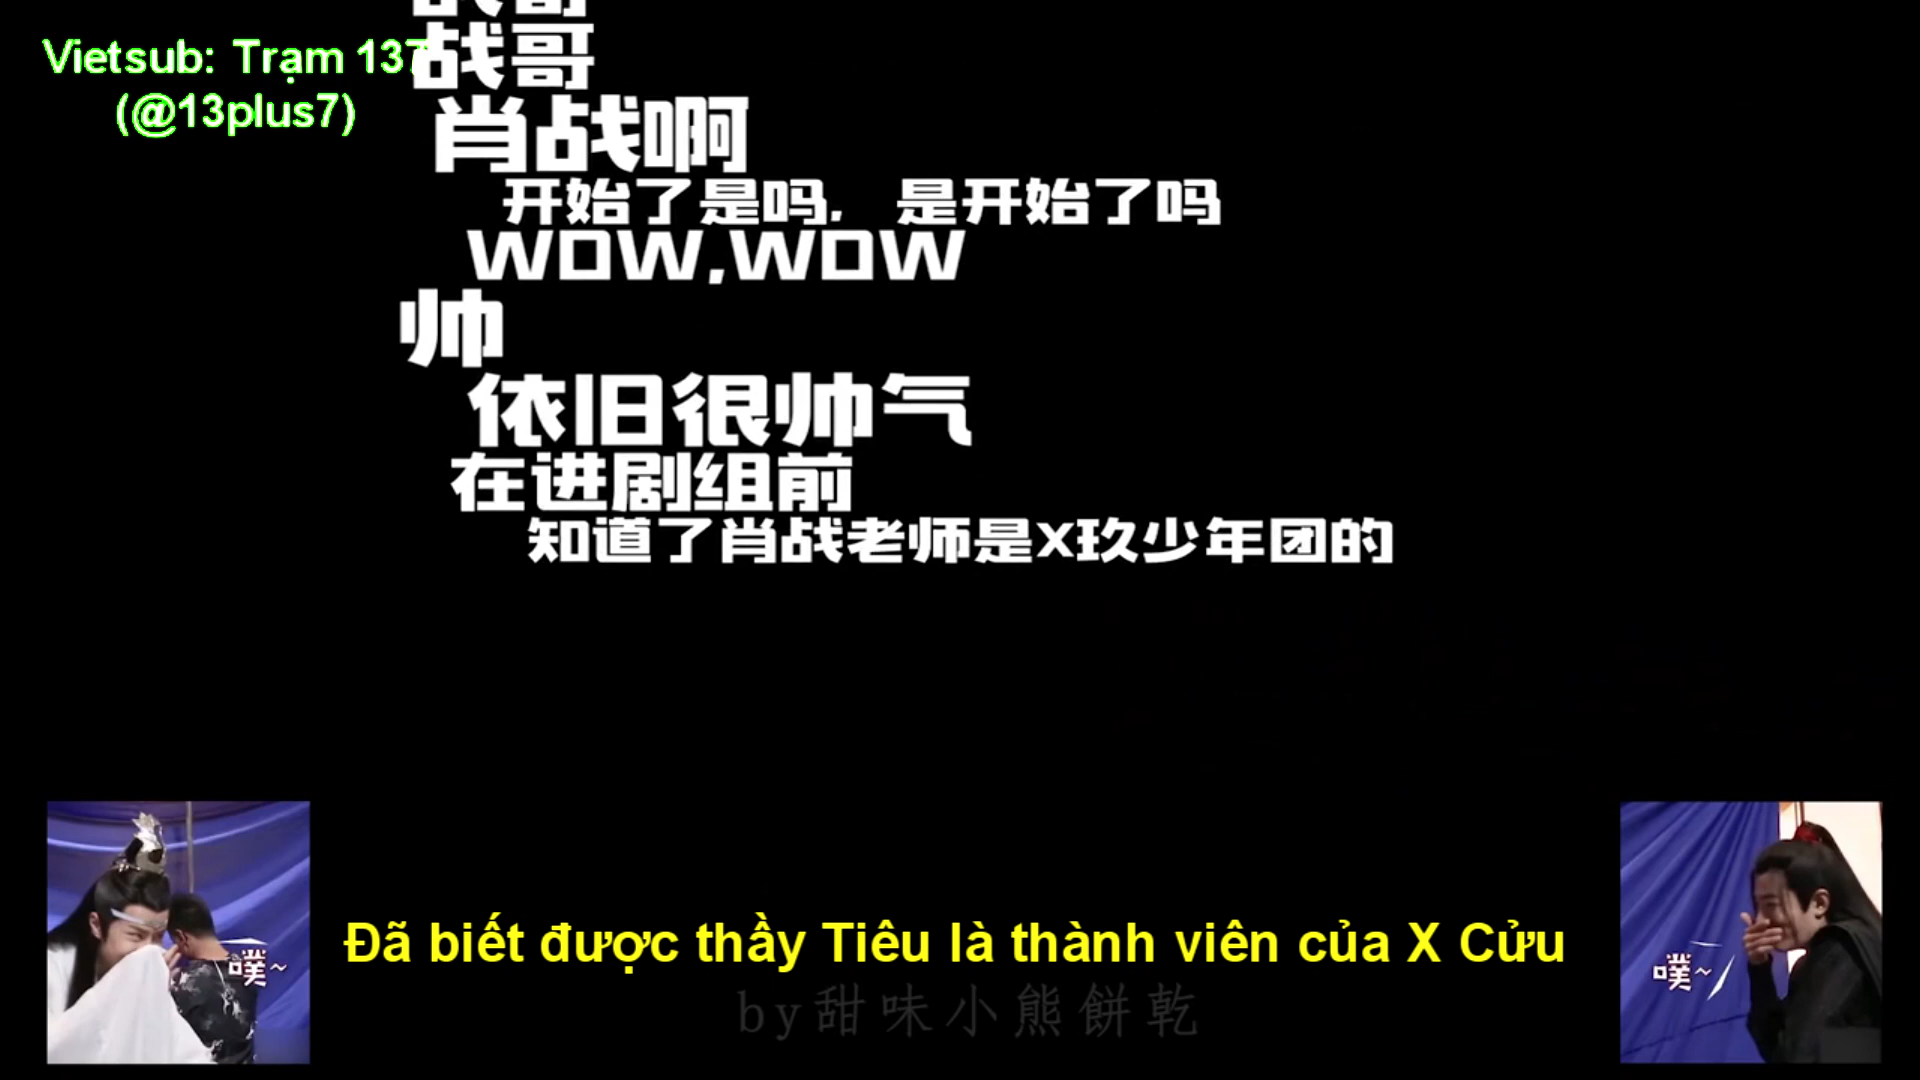 战哥
Vietsub: Trạm 137
战哥
(@13plus7)
肖战啊
开始了是吗, 是开始了吗
WOW,WOW
帅
依旧很帅气
在进剧组前
知道了肖战老师是X玖少年团的
噗~
噗~
Đã biết được thầy Tiêu là thành viên của X Cửu
by甜味小熊餅乾